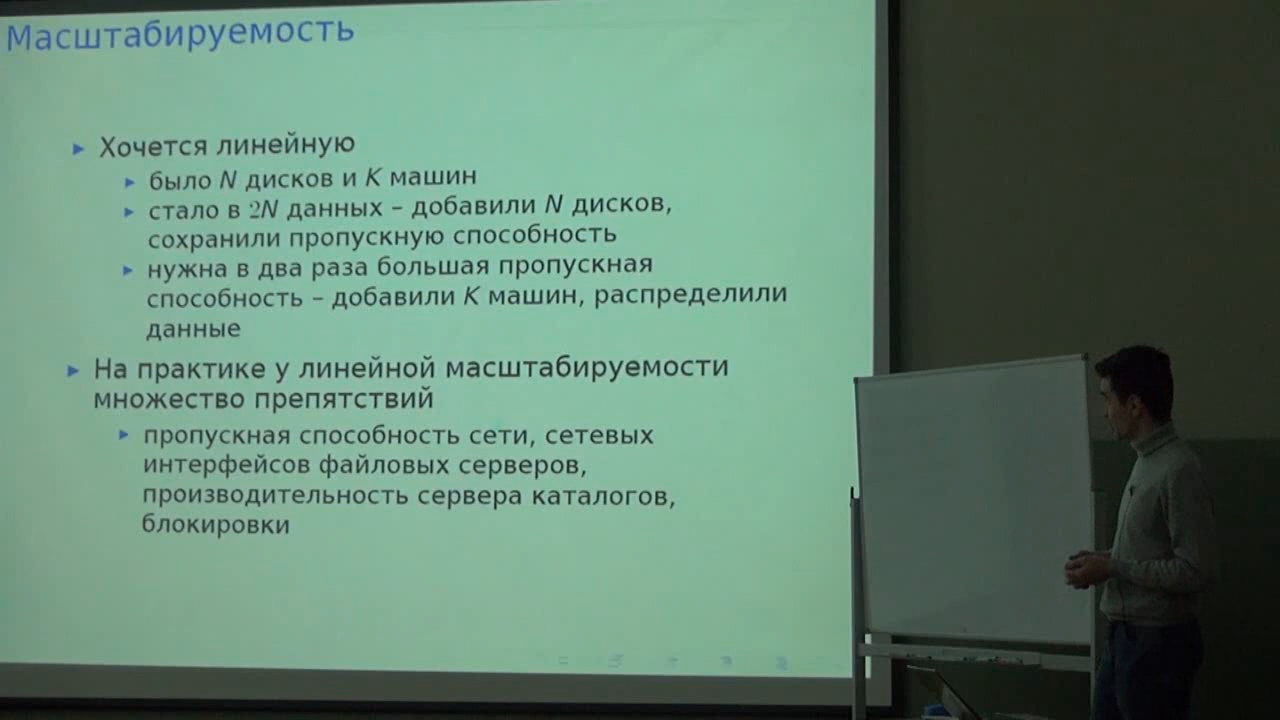 Масштабируемость
Хочется линейную
было N дисков и K машин
стало в 2N данных – добавили N дисков,
сохранили пропускную способность
нужна в два раза большая пропускная
способность – добавили K машин, распределили
данные
На практике у линейной масштабируемости
множество препятствий
пропускная способность сети, сетевых
интерфейсов файловых серверов,
производительность сервера каталогов,
блокировки